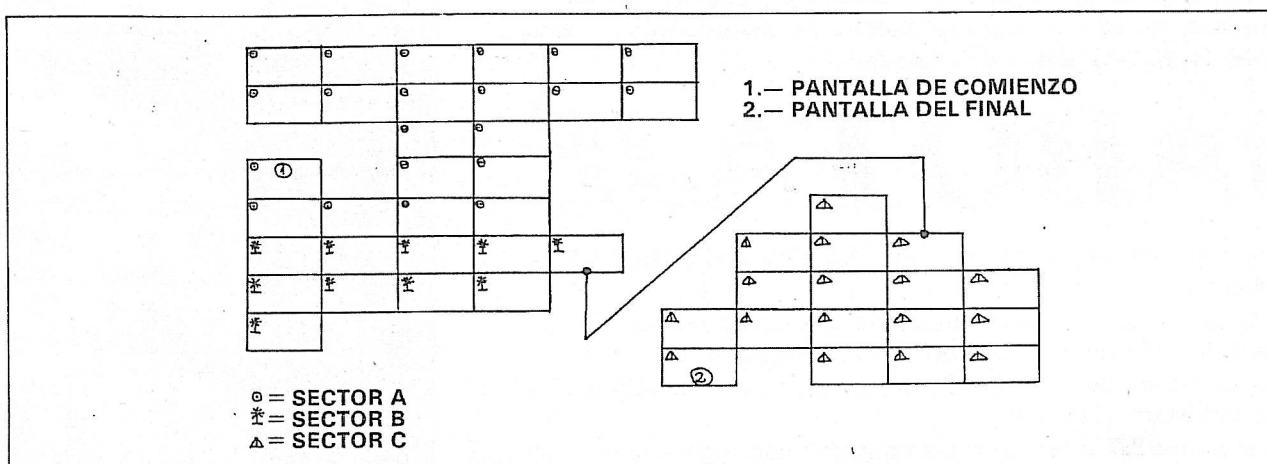 1.— PANTALLA DE COMIENZO
2.— PANTALLA DEL FINAL
1
2
= SECTOR A
= SECTOR B
= SECTOR C